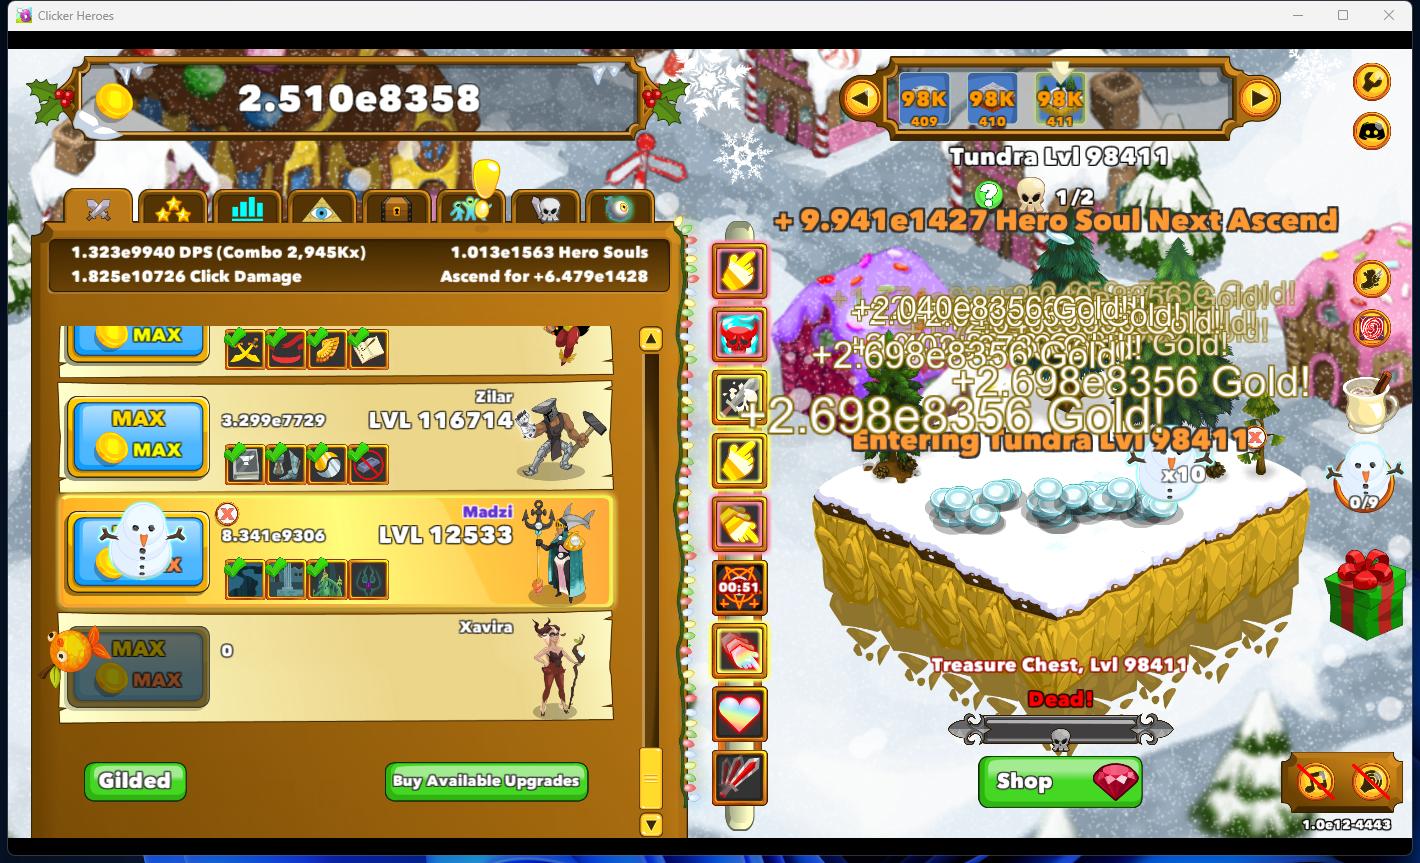 Clicker Heroes
2.510e8358
98K
98K
98K
409
410
411
Tundra Lvl 98411
1/2
+ 9.941e1427 Hero Soul Next Ascend
1.323e9940 DPS (Combo 2,945Kx)
1.013e1563 Hero Souls
1.825e10726 Click Damage
Ascend for +6.479e1428
+2.040e8356 Gold!
+2.698e8356 Gold!
+2.698e8356 Gold!
+2.698e8356 Gold!
Entering Tundra Lvl 98411
x10
0/9
MAX
Zilar
MAX
MAX
3.299e7729
LVL 116714
Madzi
8.341e9306
LVL 12533
Xavira
MAX
MAX
0
00:51
Treasure Chest, Lvl 98411
Dead!
Gilded
Buy Available Upgrades
Shop
1.0e12-4443